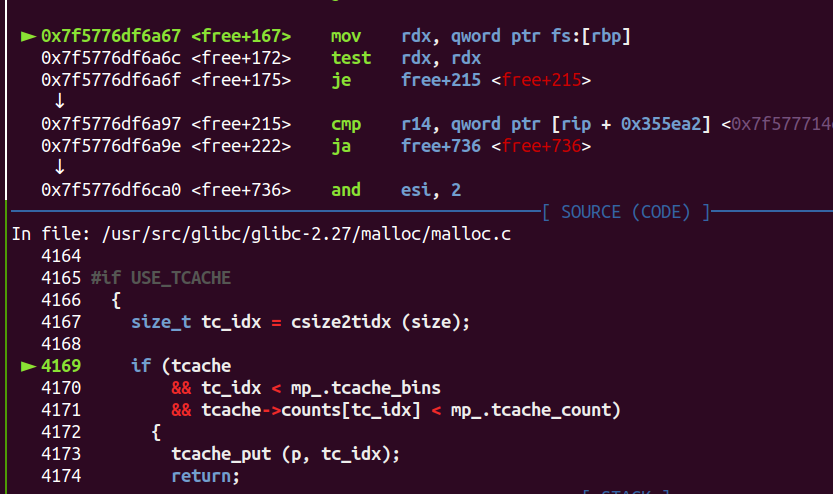 ► 0x7f5776df6a67 <free+167> mov rdx, qword ptr fs:[rbp]
0x7f5776df6a6c <free+172> test rdx, rdx
0x7f5776df6a6f <free+175> je free+215 <free+215>
↓
0x7f5776df6a97 <free+215> cmp r14, qword ptr [rip + 0x355ea2] <0x7f577714
0x7f5776df6a9e <free+222> ja free+736 <free+736>
↓
0x7f5776df6ca0 <free+736> and esi, 2
[ SOURCE (CODE) ]
In file: /usr/src/glibc/glibc-2.27/malloc/malloc.c
4164
4165 #if USE_TCACHE
4166 {
4167 size_t tc_idx = csize2tidx (size);
4168
► 4169 if (tcache
4170 && tc_idx < mp_.tcache_bins
4171 && tcache->counts[tc_idx] < mp_.tcache_count)
4172 {
4173 tcache_put (p, tc_idx);
4174 return;